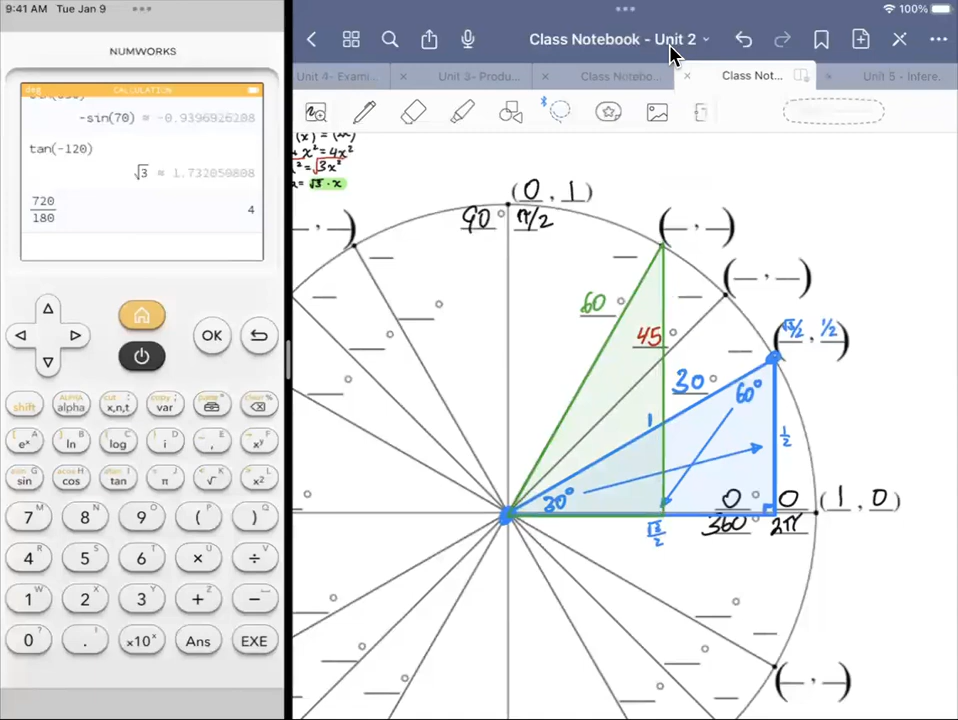 9:41 AM Tue Jan 9
100%
NUMWORKS
deg CALCULATION
-sin(70) ≈ -0.9396926208
tan(-120)
√3 ≈ 1.732050808
720
180
4
shift
alpha
x,n,t
var
ln
log
i
,
sin
cos
tan
π
√
7 8 9 ( )
4 5 6 × ÷
1 2 3 + −
0 . ×10ˣ Ans EXE
OK
Class Notebook - Unit 2
Unit 4- Exami...
Unit 3- Produ...
Class Notebo...
Class Not...
Unit 5 - Infere...
+ x² = 4x²
√3x²
√3 · x
(0, 1)
90° π/2
(_, _)
(_, _)
(_, _)
60°
45°
30°
(√3/2, 1/2)
60°
1
1/2
30°
0° 0
(1, 0)
360° 2π
√3/2
(_, _)